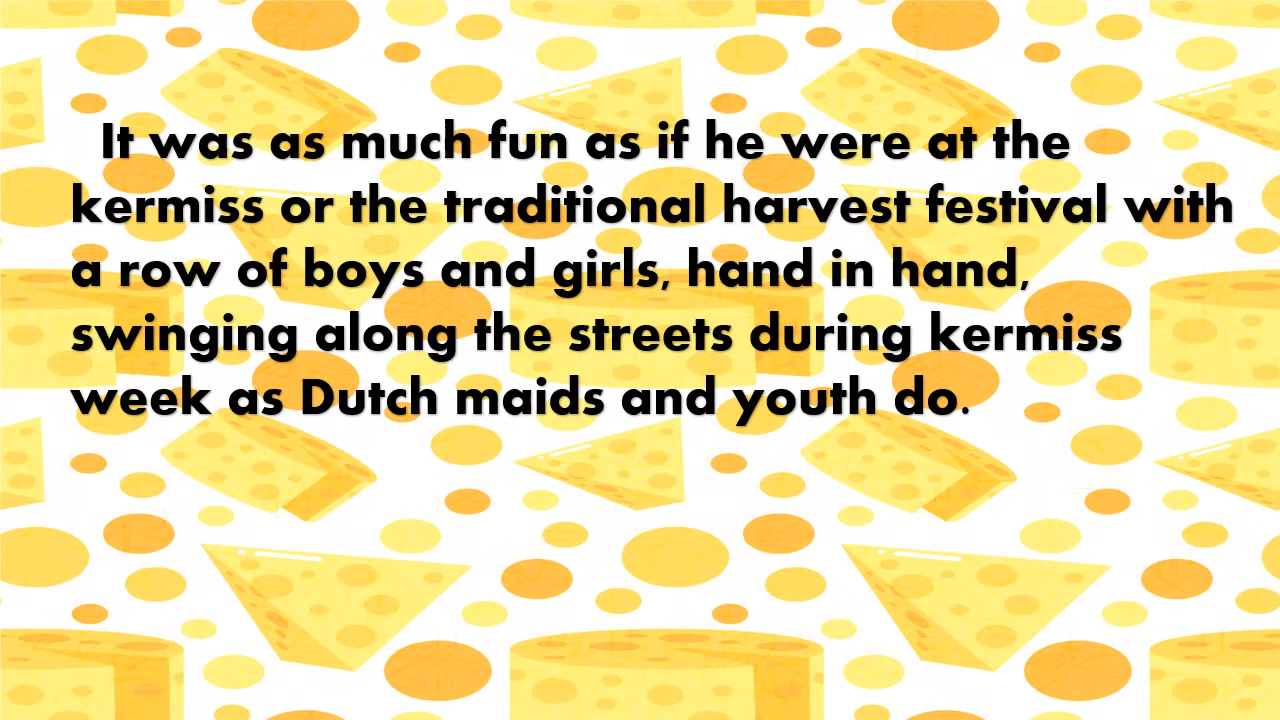 It was as much fun as if he were at the
kermiss or the traditional harvest festival with
a row of boys and girls, hand in hand,
swinging along the streets during kermiss
week as Dutch maids and youth do.